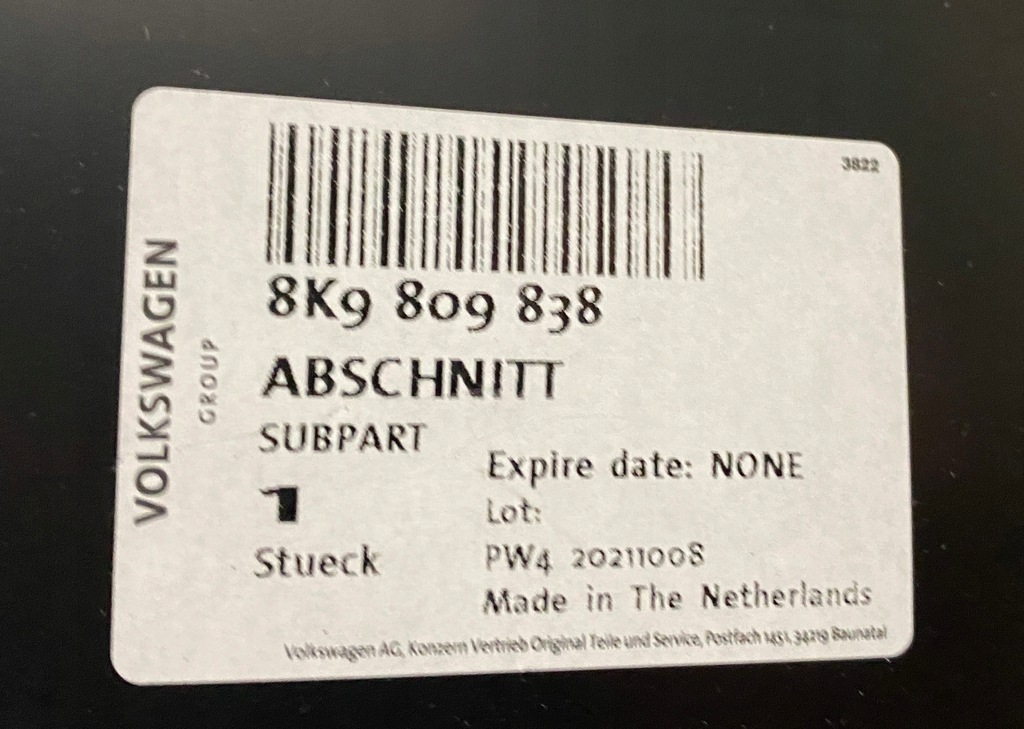 3822
VOLKSWAGEN
GROUP
8K9 809 838
ABSCHNITT
SUBPART
1
Stueck
Expire date: NONE
Lot:
PW4 20211008
Made in The Netherlands
Volkswagen AG, Konzern Vertrieb Original Teile und Service, Postfach 1451, 34219 Baunatal